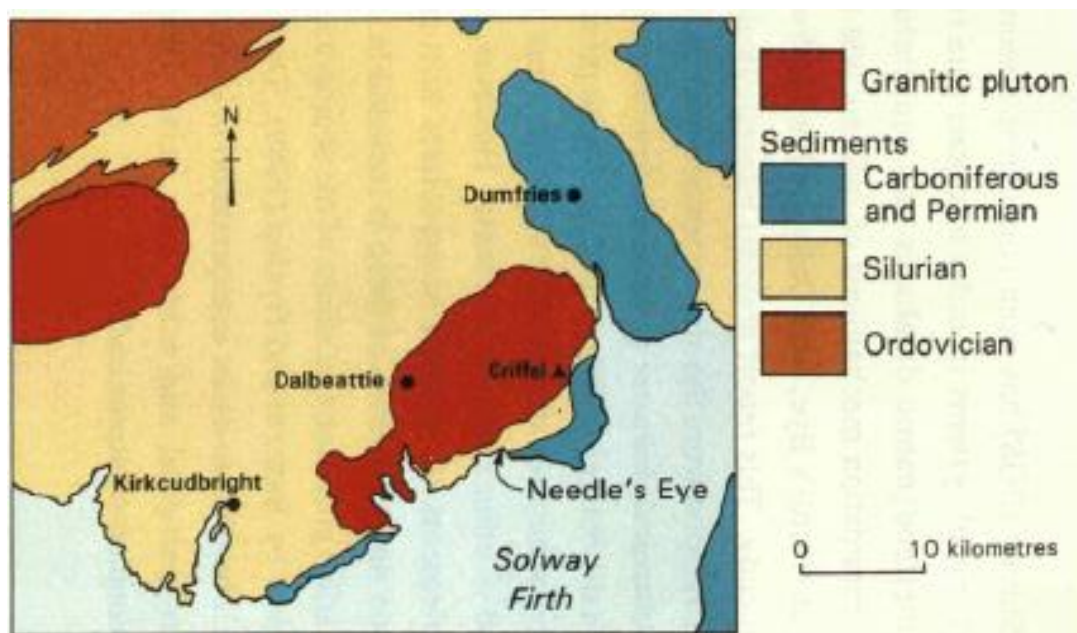 N
Dumfries
Dalbeattie
Criffel
Kirkcudbright
Needle's Eye
Solway
Firth
Granitic pluton
Sediments
Carboniferous
and Permian
Silurian
Ordovician
0 10 kilometres